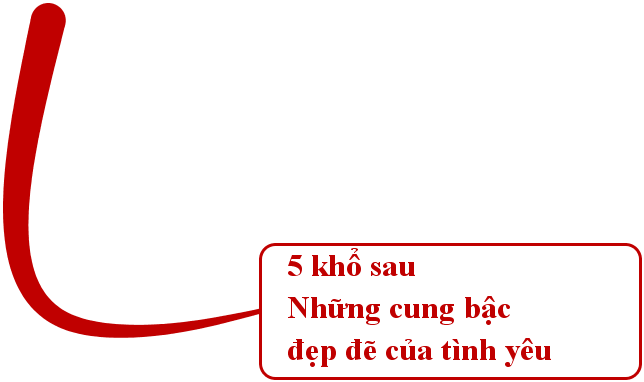 5 khổ sau
Những cung bậc
đẹp đẽ của tình yêu